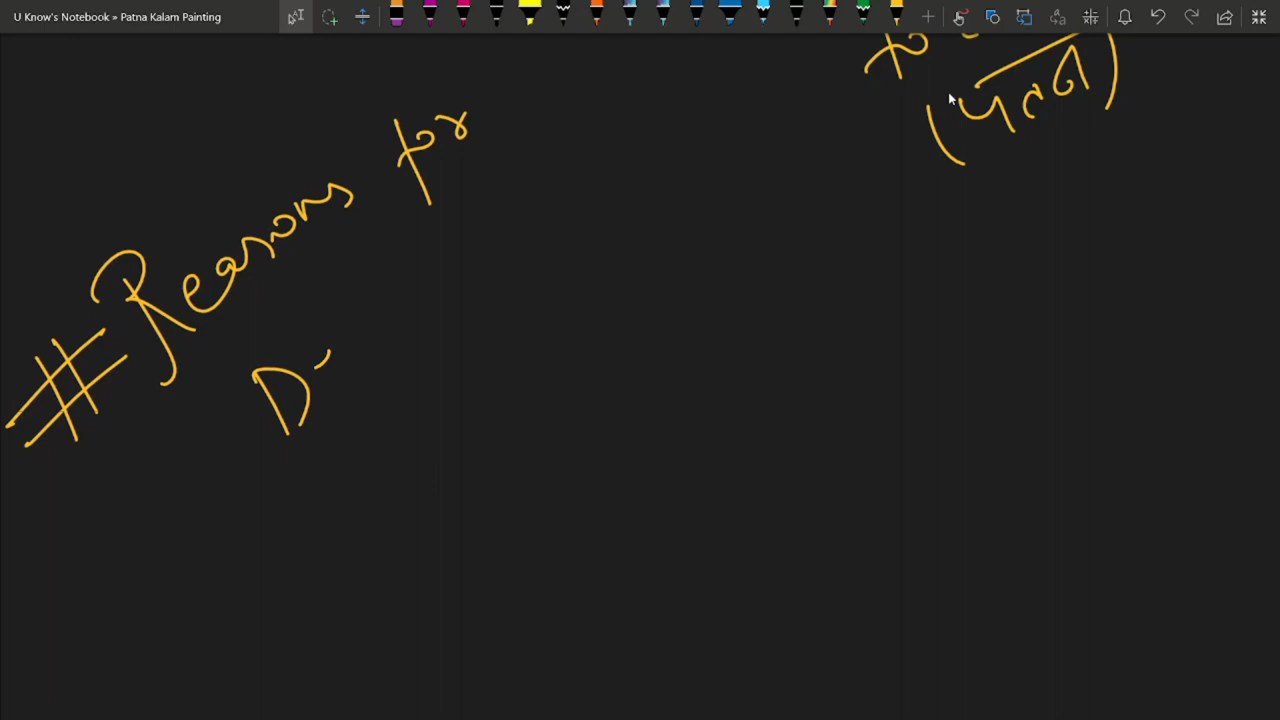 U Know's Notebook » Patna Kalam Painting
(पतन)
# Reasons for
D